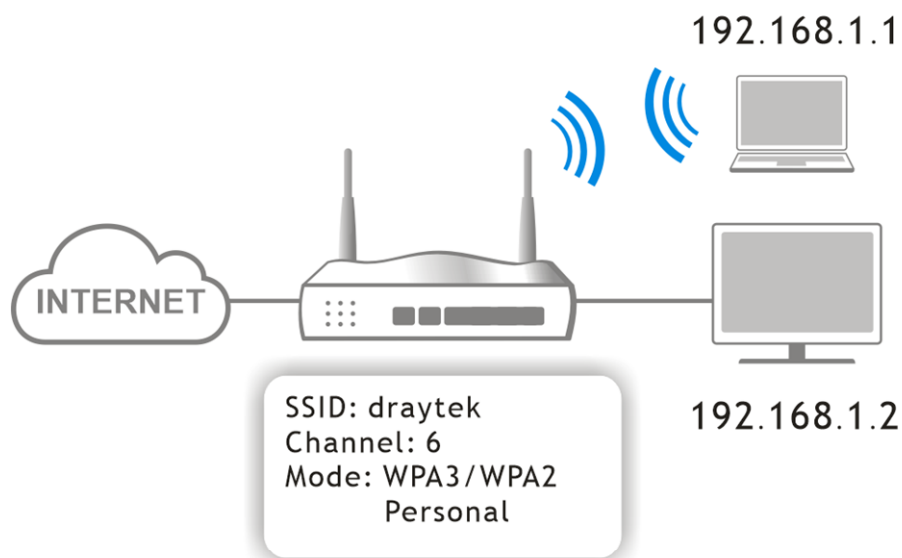 192.168.1.1
INTERNET
SSID: draytek
Channel: 6
Mode: WPA3/WPA2
Personal
192.168.1.2